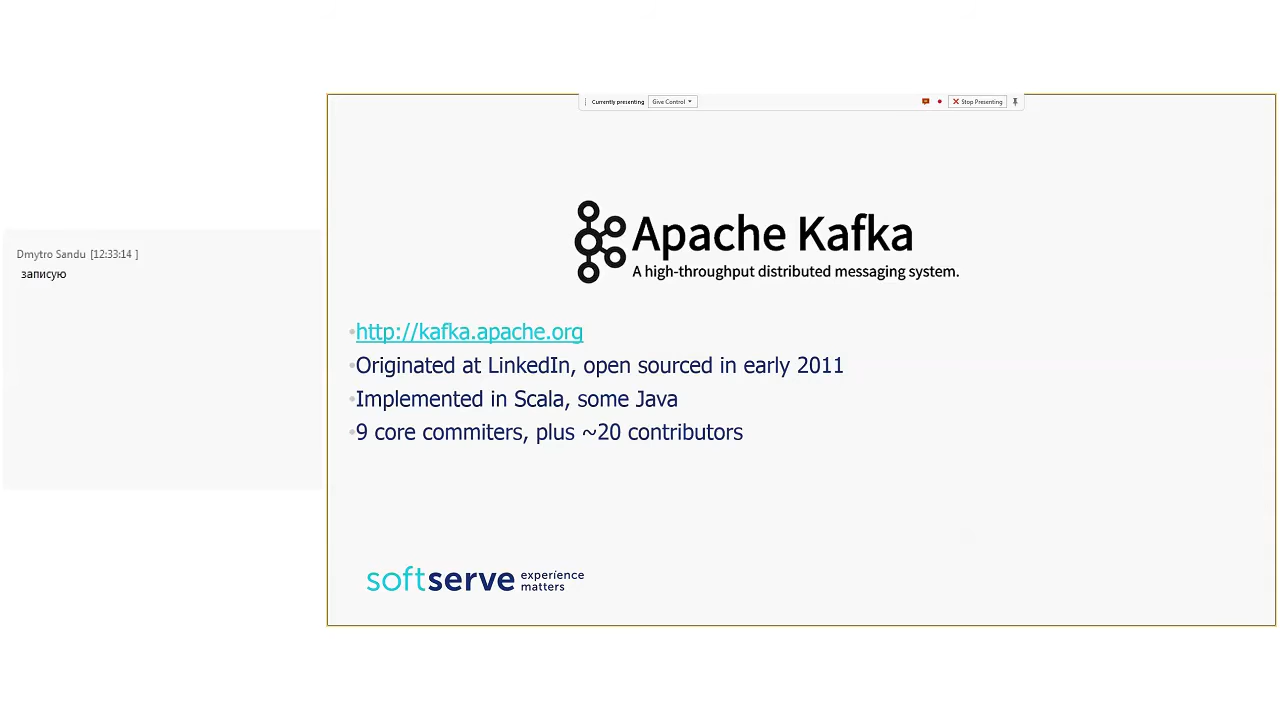 Currently presenting Give Control Stop Presenting
Dmytro Sandu [12:33:14 ]
записую
Apache Kafka
A high-throughput distributed messaging system.
•http://kafka.apache.org
•Originated at LinkedIn, open sourced in early 2011
•Implemented in Scala, some Java
•9 core commiters, plus ~20 contributors
softserve experience
matters